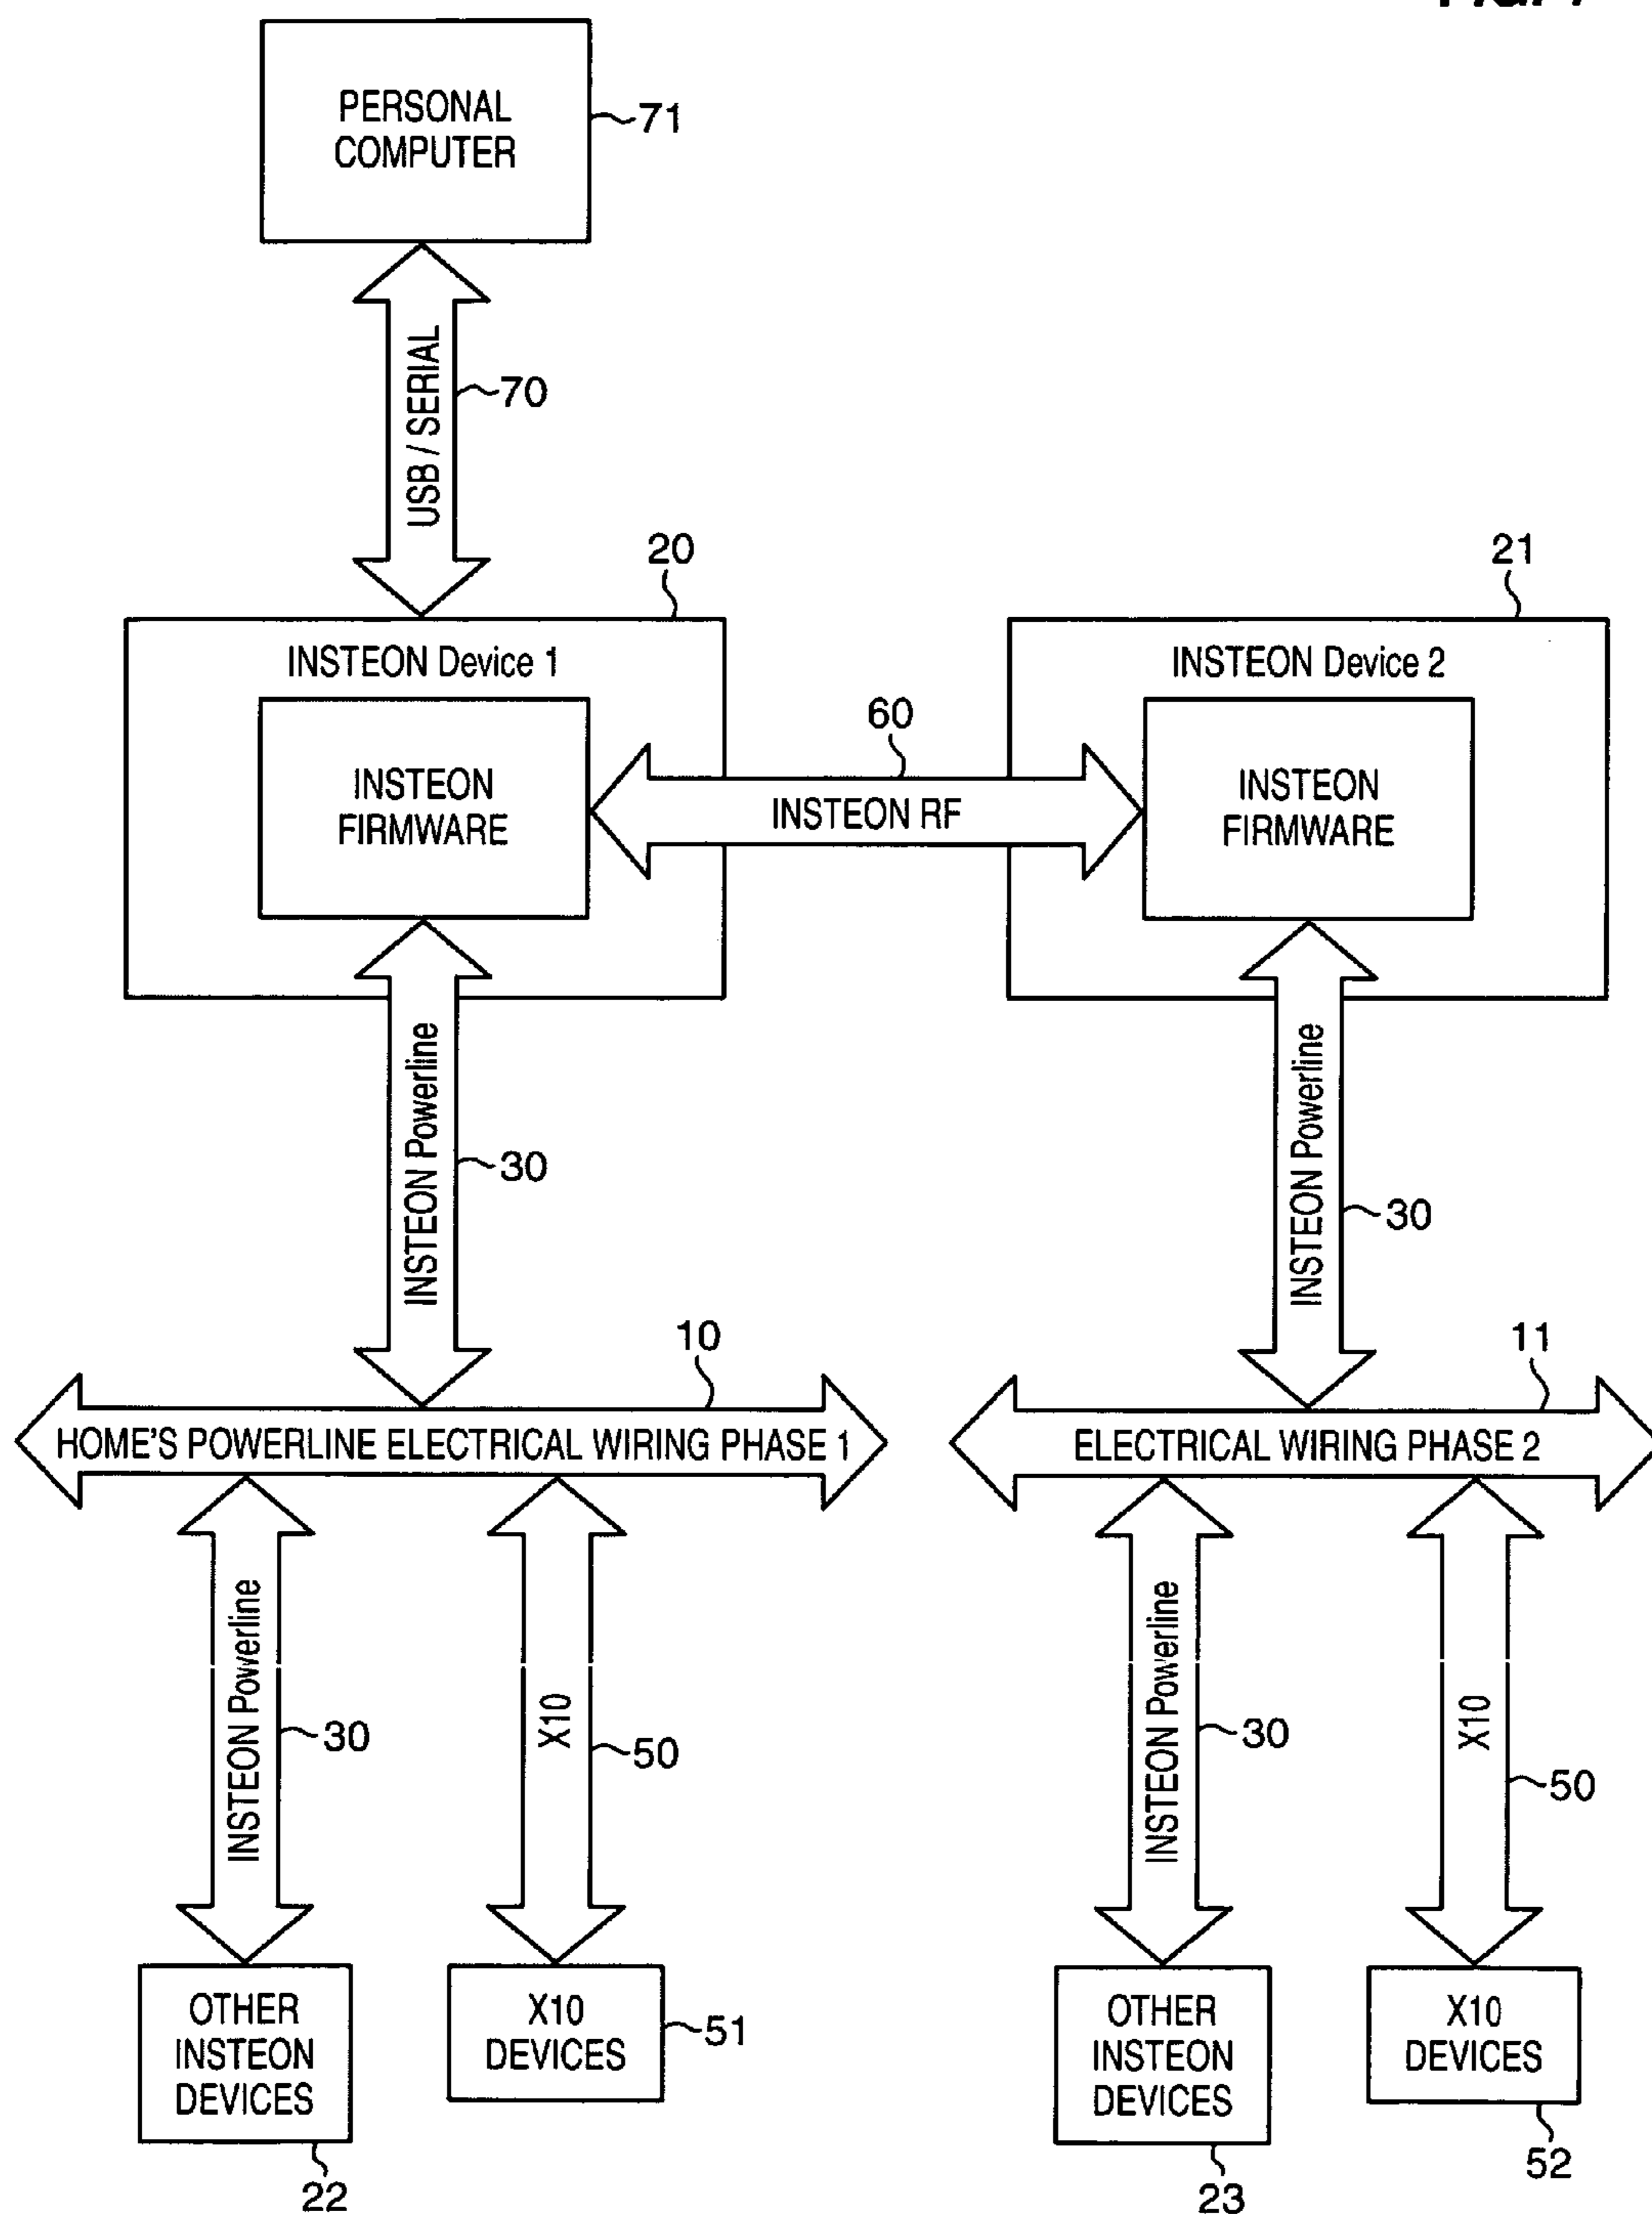 PERSONAL
COMPUTER
71
USB / SERIAL
70
20
21
INSTEON Device 1
INSTEON Device 2
60
INSTEON
FIRMWARE
INSTEON RF
INSTEON
FIRMWARE
INSTEON Powerline
30
INSTEON Powerline
30
10
11
HOME'S POWERLINE ELECTRICAL WIRING PHASE 1
ELECTRICAL WIRING PHASE 2
INSTEON Powerline
30
X10
50
INSTEON Powerline
30
X10
50
OTHER
INSTEON
DEVICES
22
X10
DEVICES
51
OTHER
INSTEON
DEVICES
23
X10
DEVICES
52